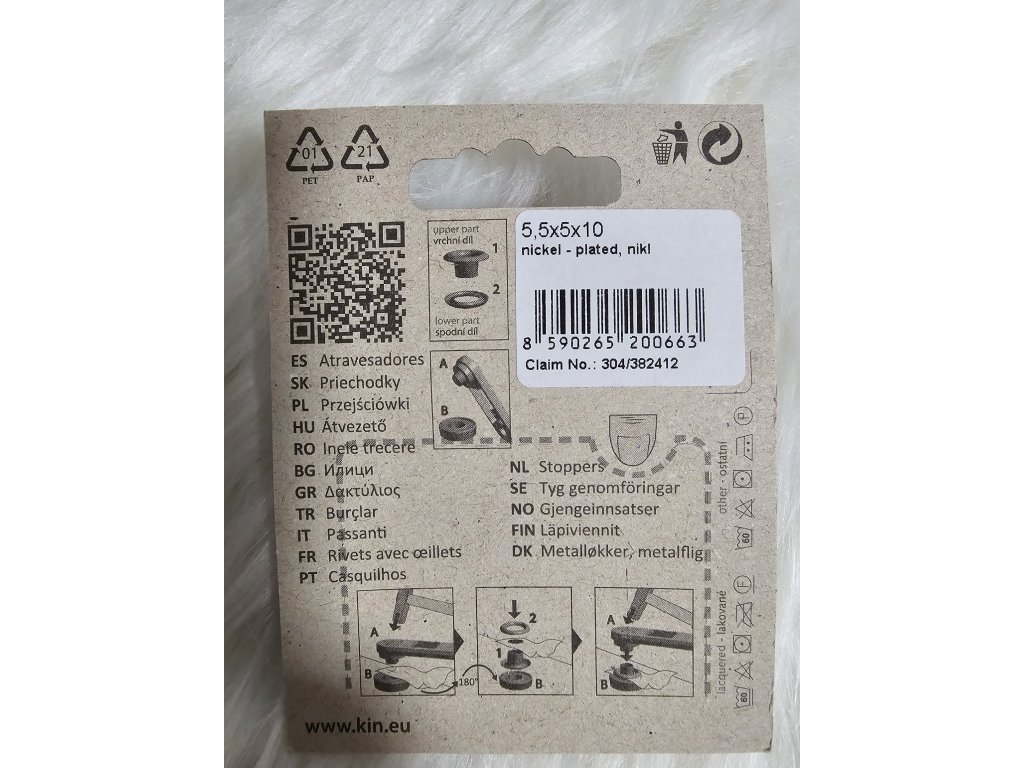 01
PET
21
PAP
5,5x5x10
nickel - plated, nikl
8 590265 200663
Claim No.: 304/382412
upper part
vrchní díl
1
2
lower part
spodní díl
A
B
ES Atravesadores
SK Priechodky
PL Przejściówki
HU Átvezető
RO Inele trecere
BG Илици
GR Δακτύλιος
TR Burçlar
IT Passanti
FR Rivets avec œillets
PT Casquilhos
NL Stoppers
SE Tyg genomföringar
NO Gjengeinnsatser
FIN Läpiviennit
DK Metalløkker, metalflig
other - ostatní
P
60
lacquered - lakované
F
60
A
B
180°
2
1
B
A
B
www.kin.eu